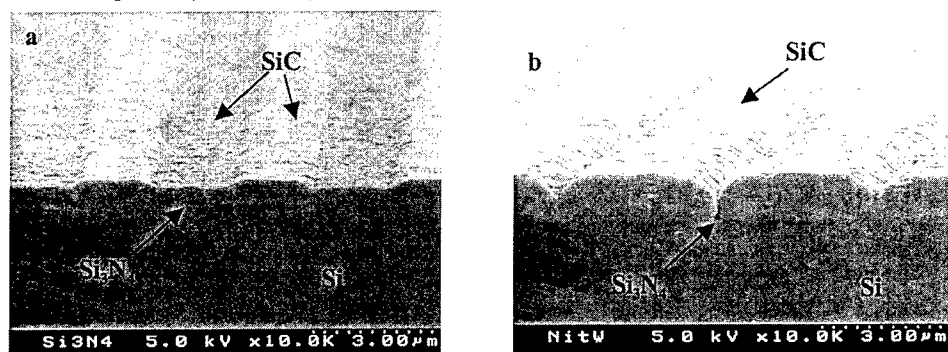 a
SiC
Si₃N₄
Si
Si3N4 5.0 kV x10.0K 3.00μm
b
SiC
Si
NitW 5.0 kV x10.0K 3.00μm